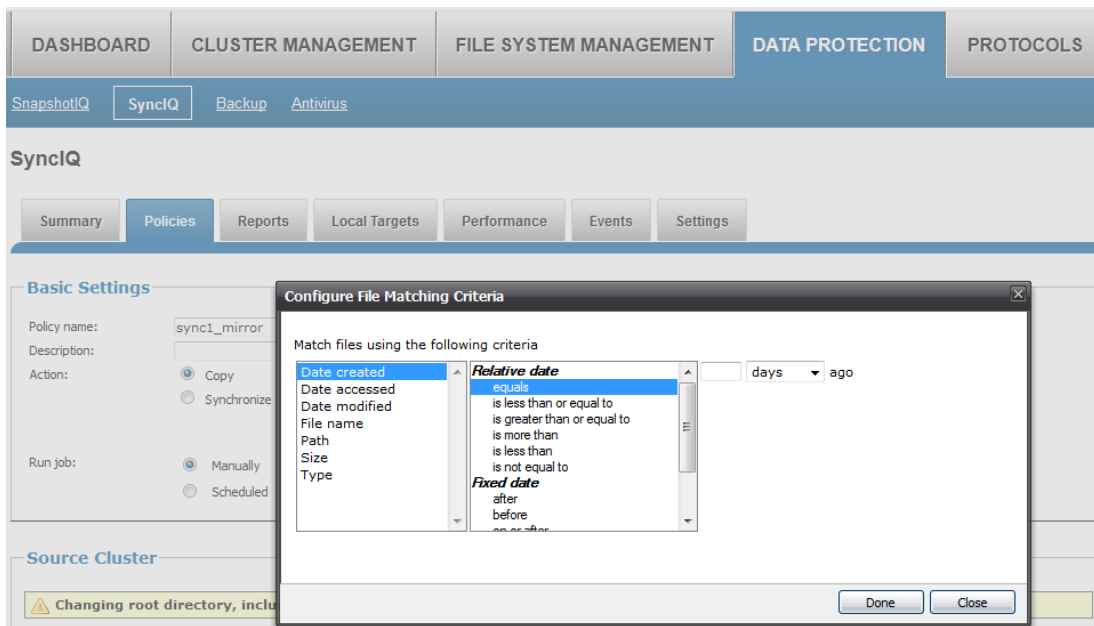 DASHBOARD CLUSTER MANAGEMENT FILE SYSTEM MANAGEMENT DATA PROTECTION PROTOCOLS
SnapshotIQ SyncIQ Backup Antivirus
SyncIQ
Summary Policies Reports Local Targets Performance Events Settings
Basic Settings
Policy name: sync1_mirror
Description:
Action: Copy
Synchronize
Run job: Manually
Scheduled
Source Cluster
Changing root directory, inclu
Configure File Matching Criteria
Match files using the following criteria
Date created
Date accessed
Date modified
File name
Path
Size
Type
Relative date
equals
is less than or equal to
is greater than or equal to
is more than
is less than
is not equal to
Fixed date
after
before
on or after
days ago
Done Close